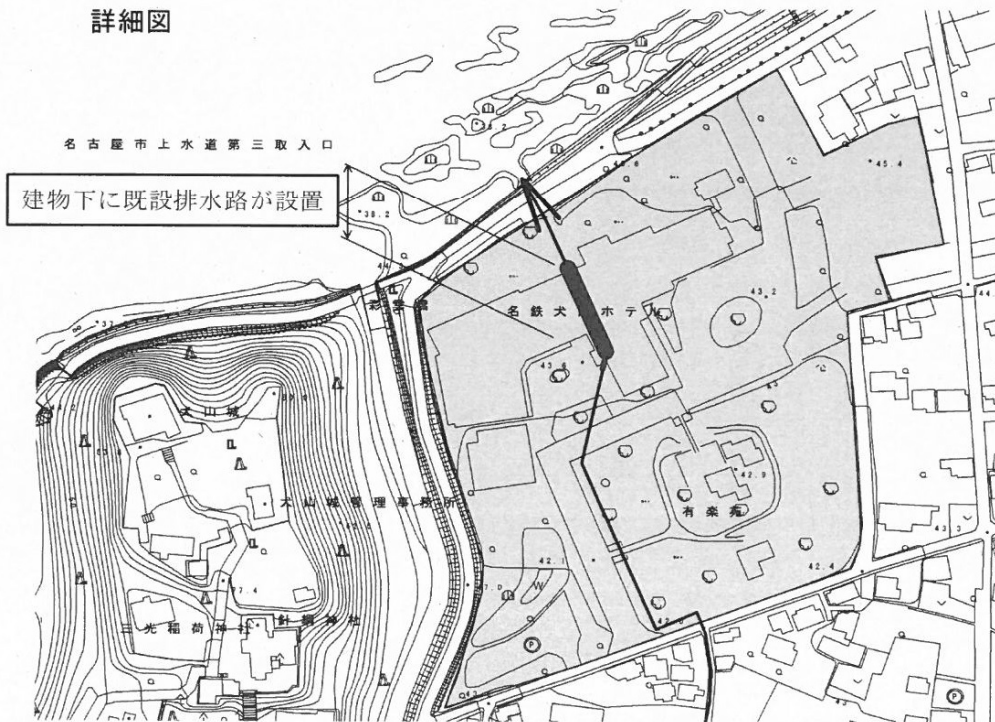 詳細図
名古屋市上水道第三取入口
建物下に既設排水路が設置
38.2
45.4
43.2
名鉄犬山ホテル
43.6
犬山城
犬山城管理事務所
42.9
有楽苑
43.3
42.1
42.4
W
三光稲荷神社
針綱神社
P
P